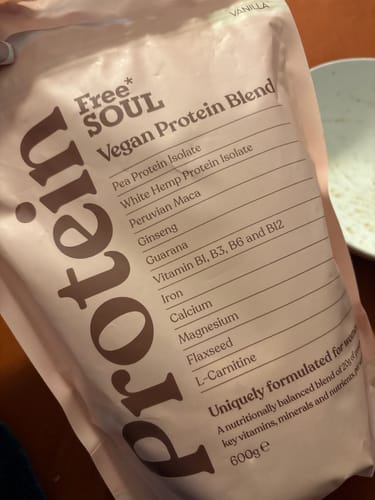 VANILLA
Free*
SOUL
Vegan Protein Blend
protein
Pea Protein Isolate
White Hemp Protein Isolate
Peruvian Maca
Ginseng
Guarana
Vitamin B1, B3, B6 and B12
Iron
Calcium
Magnesium
Flaxseed
L-Carnitine
Uniquely formulated for
A nutritionally balanced blend of 20g of
key vitamins, minerals and nutrients
600g e